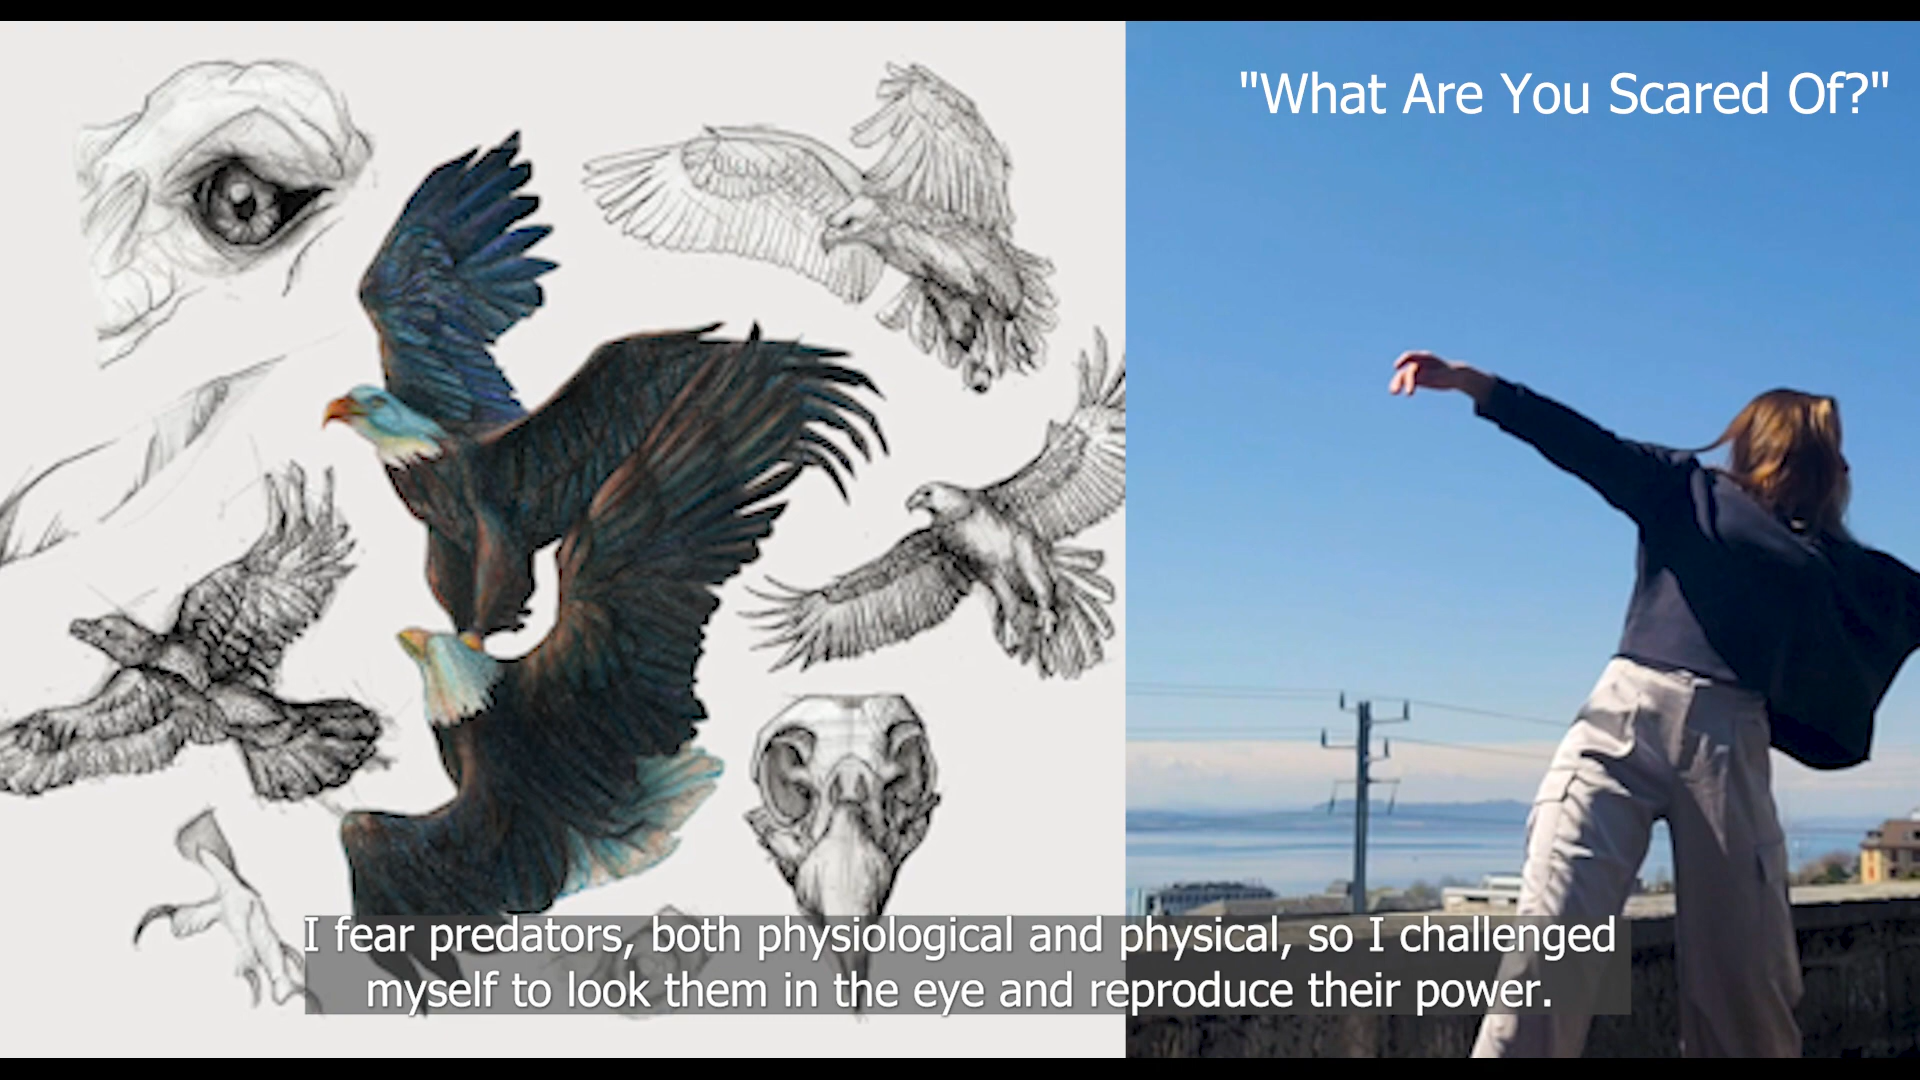 "What Are You Scared Of?"
I fear predators, both physiological and physical, so I challenged
myself to look them in the eye and reproduce their power.